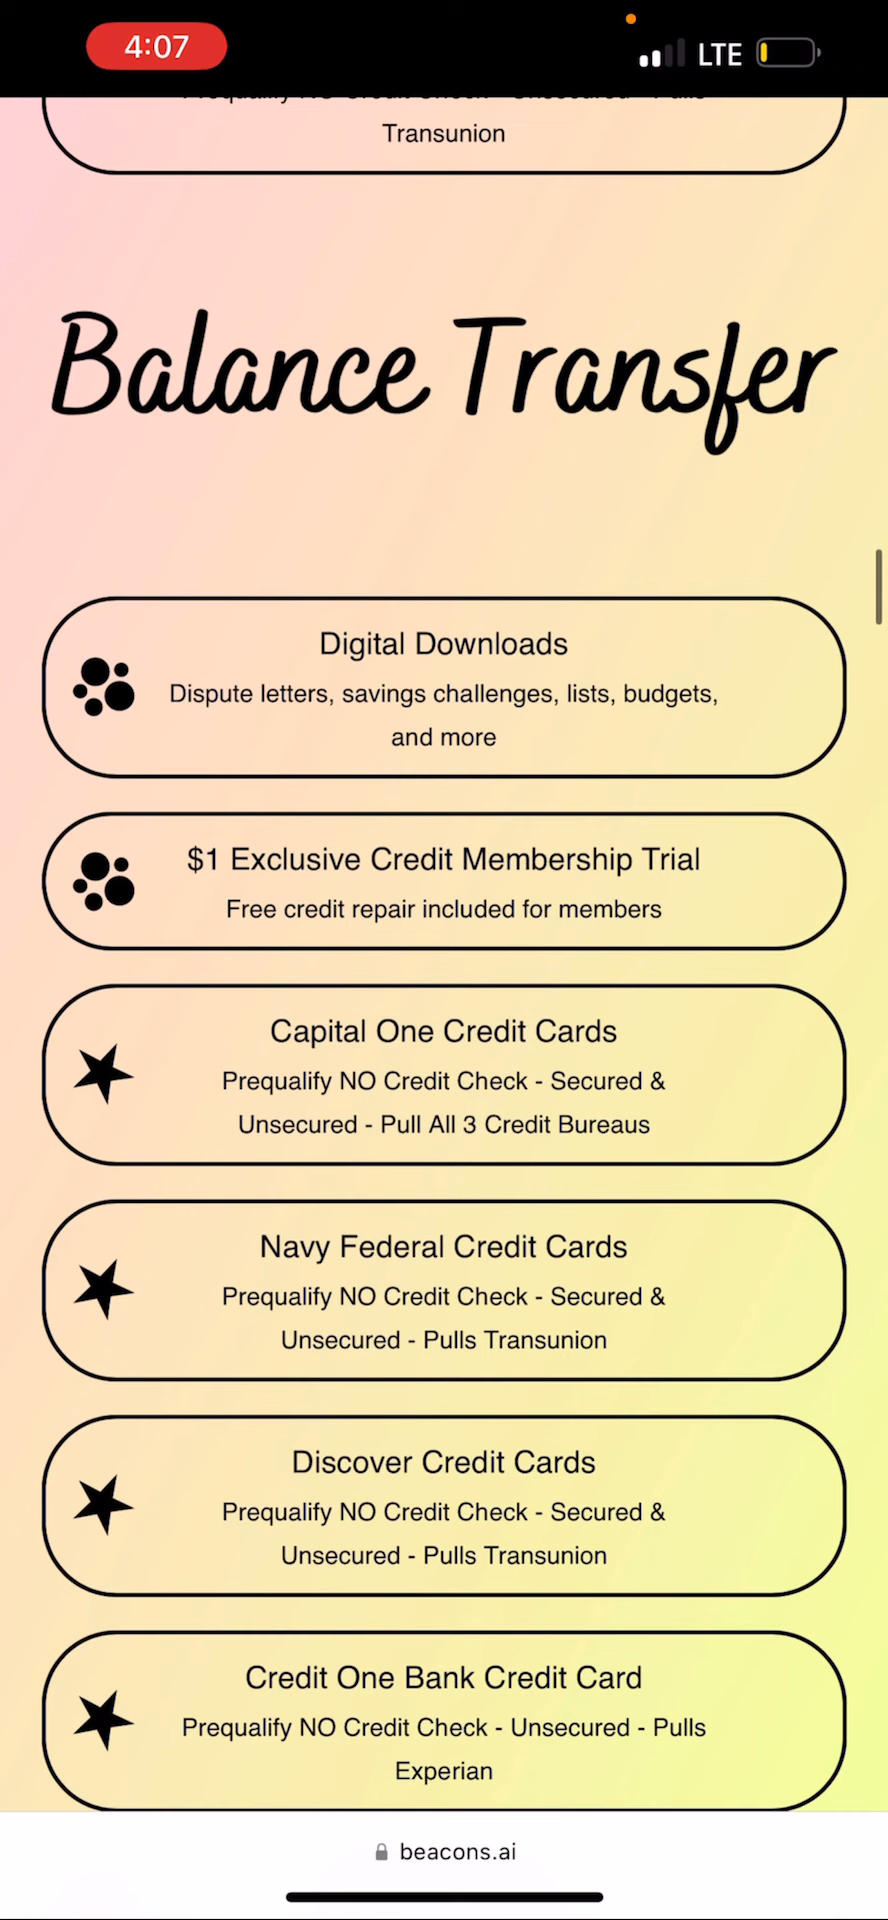 4:07
LTE
Transunion
Balance Transfer
Digital Downloads
Dispute letters, savings challenges, lists, budgets,
and more
$1 Exclusive Credit Membership Trial
Free credit repair included for members
Capital One Credit Cards
Prequalify NO Credit Check - Secured &
Unsecured - Pull All 3 Credit Bureaus
Navy Federal Credit Cards
Prequalify NO Credit Check - Secured &
Unsecured - Pulls Transunion
Discover Credit Cards
Prequalify NO Credit Check - Secured &
Unsecured - Pulls Transunion
Credit One Bank Credit Card
Prequalify NO Credit Check - Unsecured - Pulls
Experian
beacons.ai